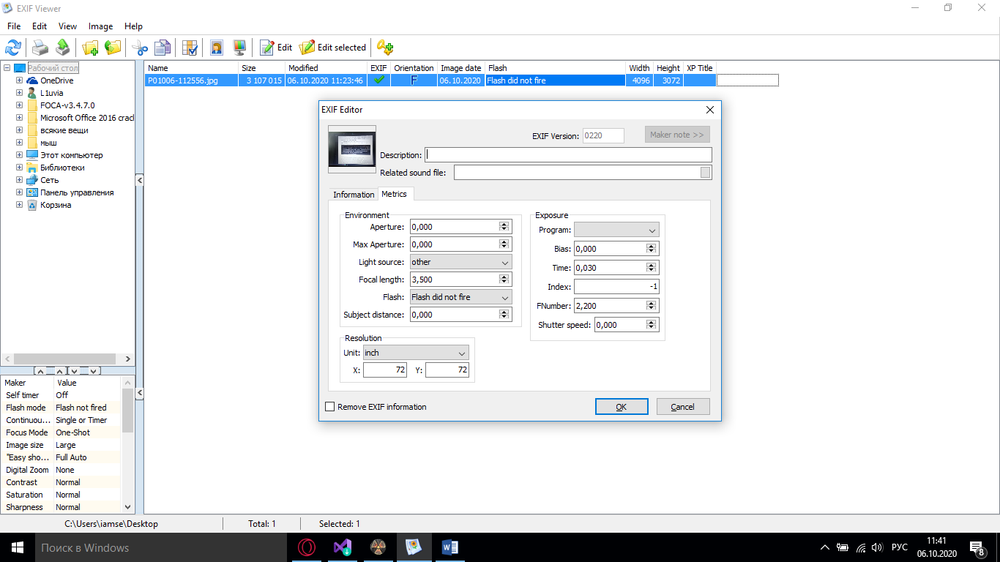 EXIF Viewer
File Edit View Image Help
Edit Edit selected
Рабочий стол
OneDrive
L1uvia
FOCA-v3.4.7.0
Microsoft Office 2016 crac
всякие вещи
мыш
Этот компьютер
Библиотеки
Сеть
Панель управления
Корзина
Name Size Modified EXIF Orientation Image date Flash Width Height XP Title
P01006-112556.jpg 3 107 015 06.10.2020 11:23:46 F 06.10.2020 Flash did not fire 4096 3072
EXIF Editor
EXIF Version: 0220 Maker note >>
Description:
Related sound file:
Information Metrics
Environment
Aperture: 0,000
Max Aperture: 0,000
Light source: other
Focal length: 3,500
Flash: Flash did not fire
Subject distance: 0,000
Exposure
Program:
Bias: 0,000
Time: 0,030
Index: -1
FNumber: 2,200
Shutter speed: 0,000
Resolution
Unit: inch
X: 72 Y: 72
Remove EXIF information
OK Cancel
Maker Value
Self timer Off
Flash mode Flash not fired
Continuou... Single or Timer
Focus Mode One-Shot
Image size Large
"Easy sho... Full Auto
Digital Zoom None
Contrast Normal
Saturation Normal
Sharpness Normal
C:\Users\iamse\Desktop Total: 1 Selected: 1
Поиск в Windows
РУС
11:41
06.10.2020
8